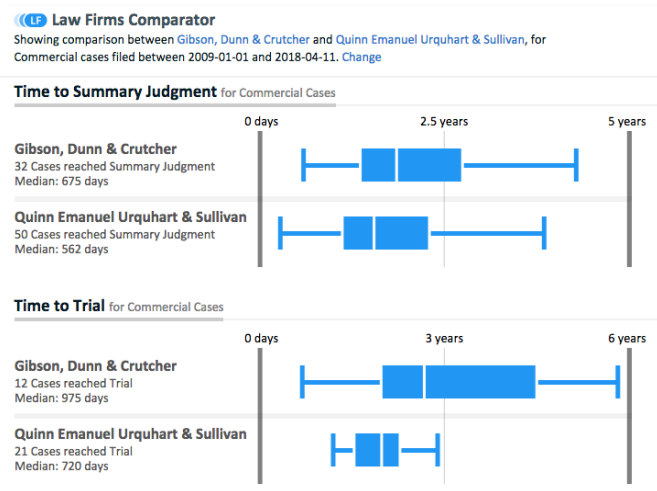 LF Law Firms Comparator
Showing comparison between Gibson, Dunn & Crutcher and Quinn Emanuel Urquhart & Sullivan, for
Commercial cases filed between 2009-01-01 and 2018-04-11. Change
Time to Summary Judgment for Commercial Cases
0 days 2.5 years 5 years
Gibson, Dunn & Crutcher
32 Cases reached Summary Judgment
Median: 675 days
Quinn Emanuel Urquhart & Sullivan
50 Cases reached Summary Judgment
Median: 562 days
Time to Trial for Commercial Cases
0 days 3 years 6 years
Gibson, Dunn & Crutcher
12 Cases reached Trial
Median: 975 days
Quinn Emanuel Urquhart & Sullivan
21 Cases reached Trial
Median: 720 days